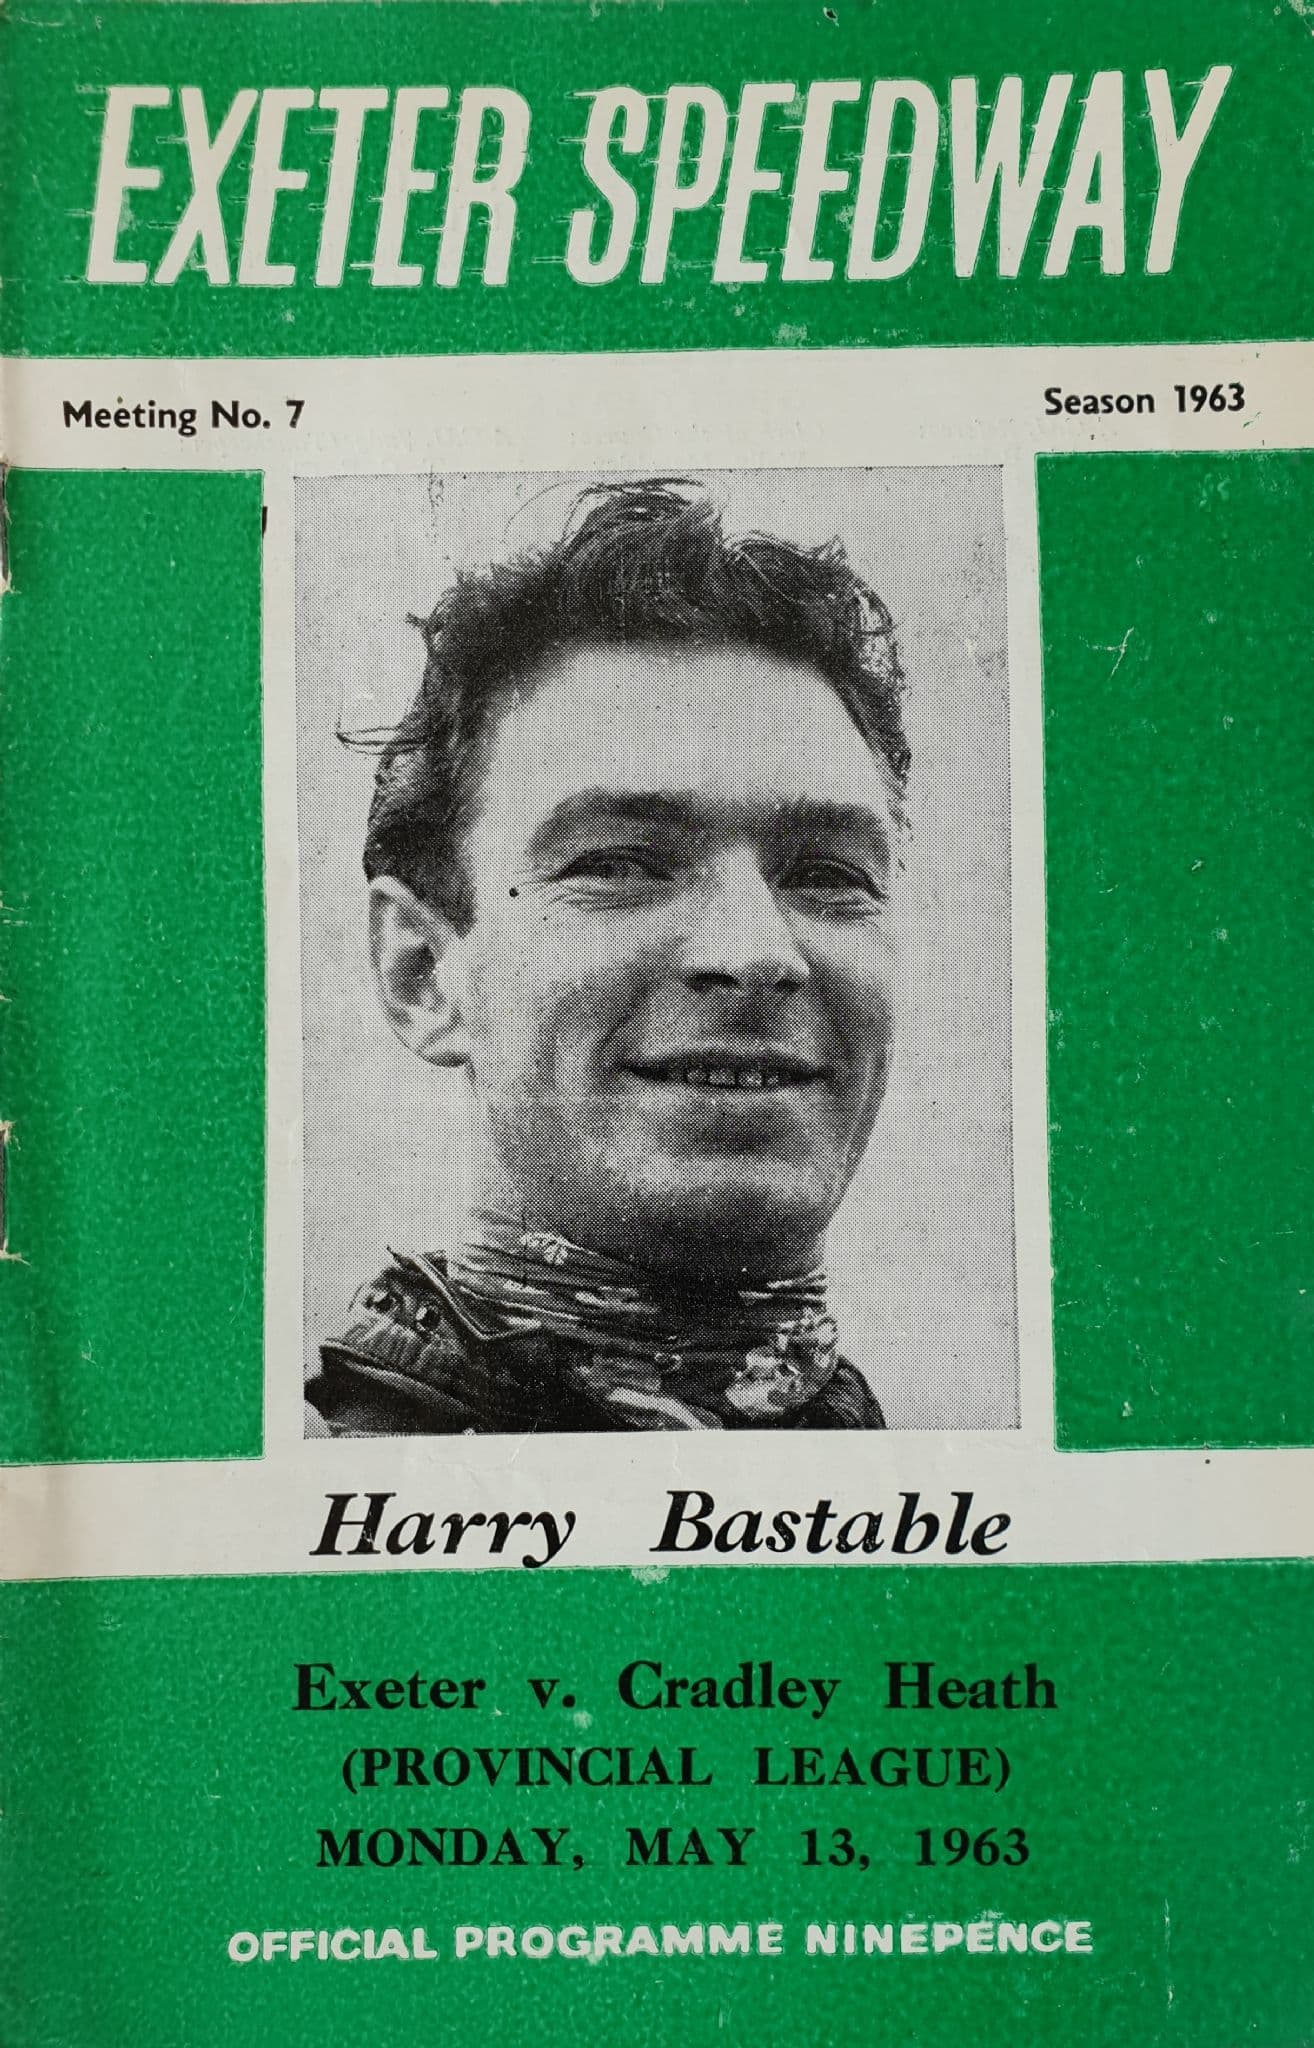 EXETER SPEEDWAY
Meeting No. 7
Season 1963
Harry Bastable
Exeter v. Cradley Heath
(PROVINCIAL LEAGUE)
MONDAY, MAY 13, 1963
OFFICIAL PROGRAMME NINEPENCE